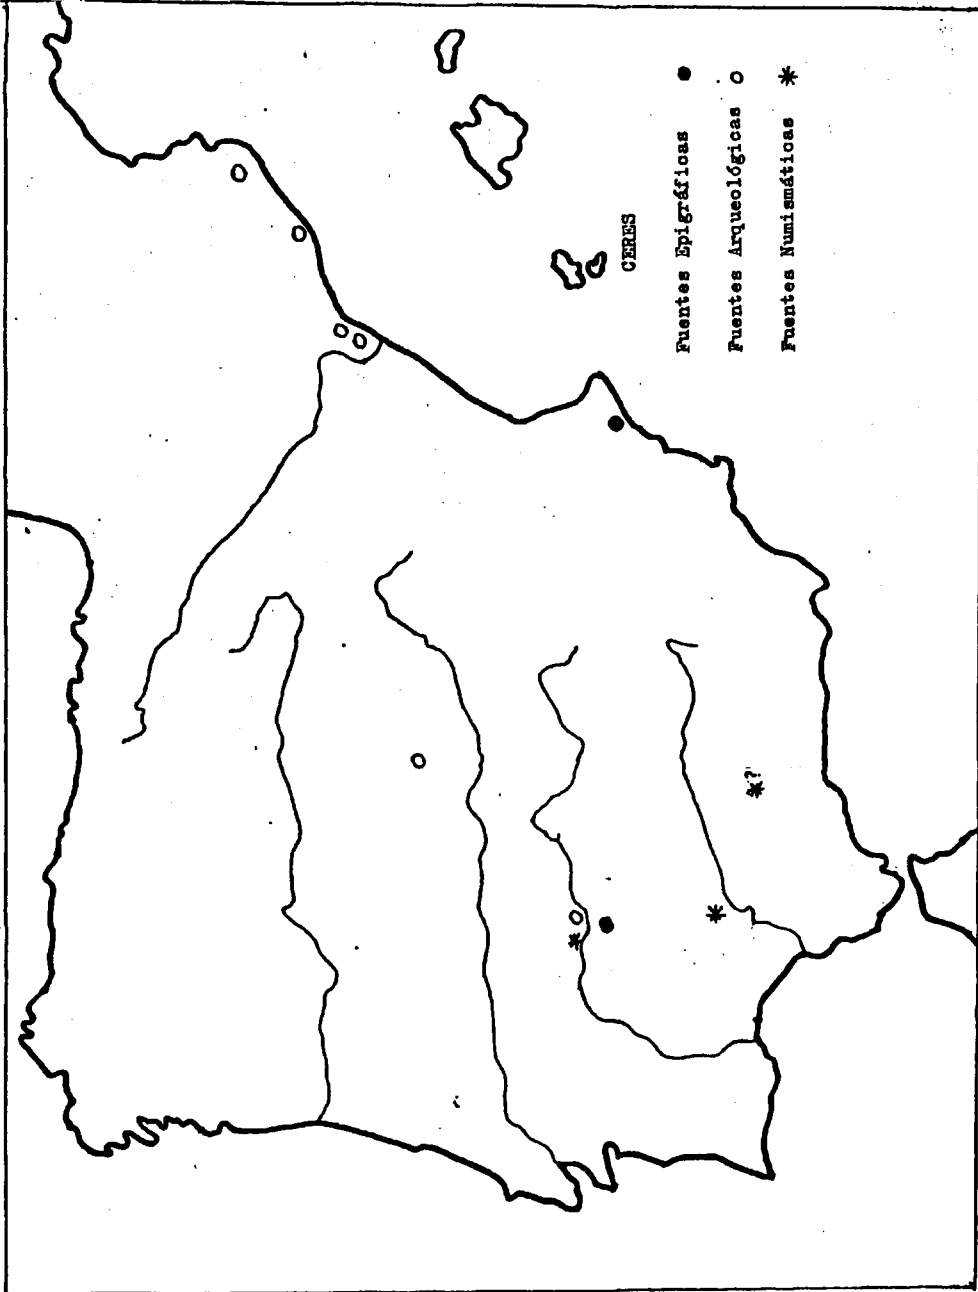 CERES
Fuentes Epigráficas ●
Fuentes Arqueológicas o
Fuentes Numismáticas *
*?